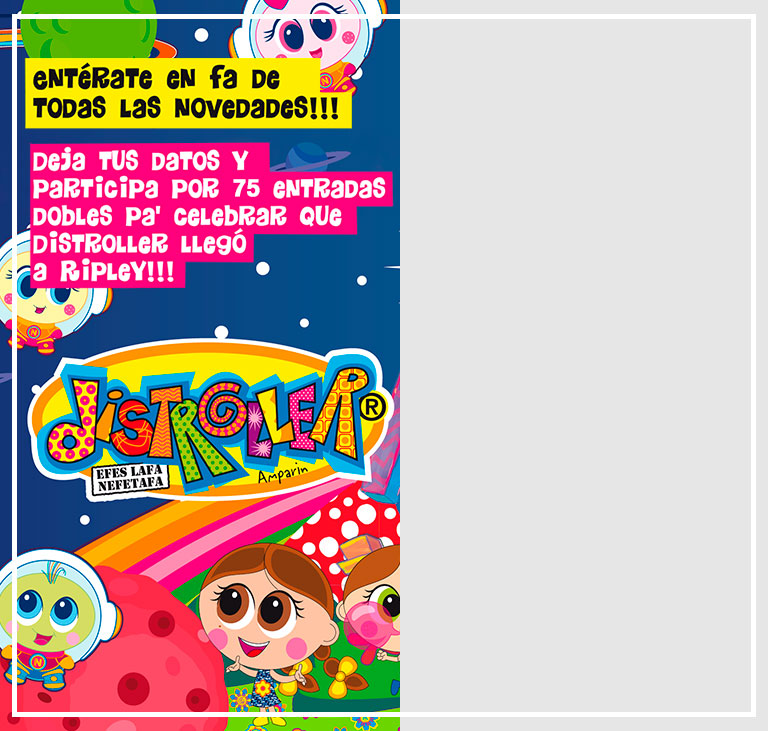 entérate en fa de
todas las novedades!!!
Deja tus datos y
participa por 75 entradas
dobles pa' celebrar que
Distroller llegó
a Ripley!!!
distroller®
EFES LAFA
NEFETAFA
Amparin
N
N
N